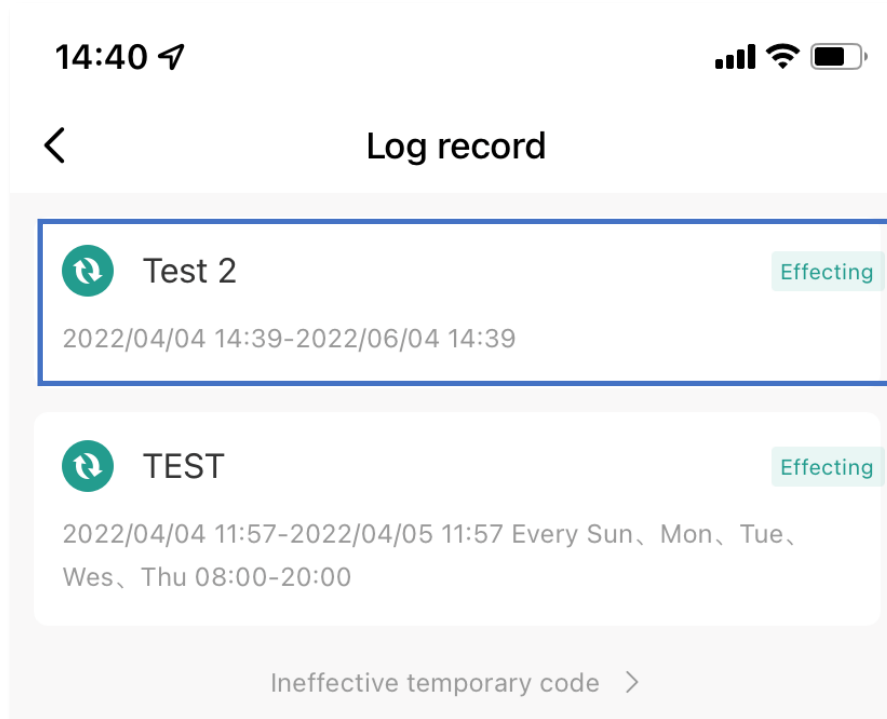 14:40
Log record
Test 2
Effecting
2022/04/04 14:39-2022/06/04 14:39
TEST
Effecting
2022/04/04 11:57-2022/04/05 11:57 Every Sun、Mon、Tue、
Wes、Thu 08:00-20:00
Ineffective temporary code